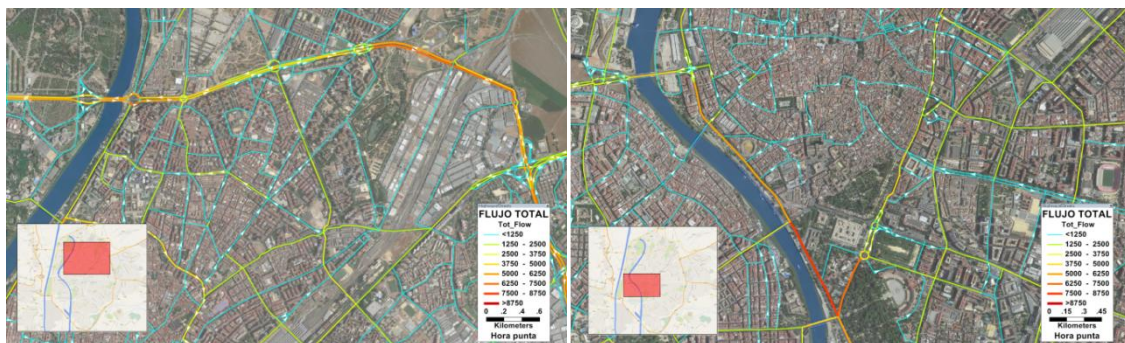 FLUJO TOTAL
Tot_Flow
<1250
1250 - 2500
2500 - 3750
3750 - 5000
5000 - 6250
6250 - 7500
7500 - 8750
>8750
0 .2 .4 .6
Kilometers
Hora punta
FLUJO TOTAL
Tot_Flow
<1250
1250 - 2500
2500 - 3750
3750 - 5000
5000 - 6250
6250 - 7500
7500 - 8750
>8750
0 .15 .3 .45
Kilometers
Hora punta